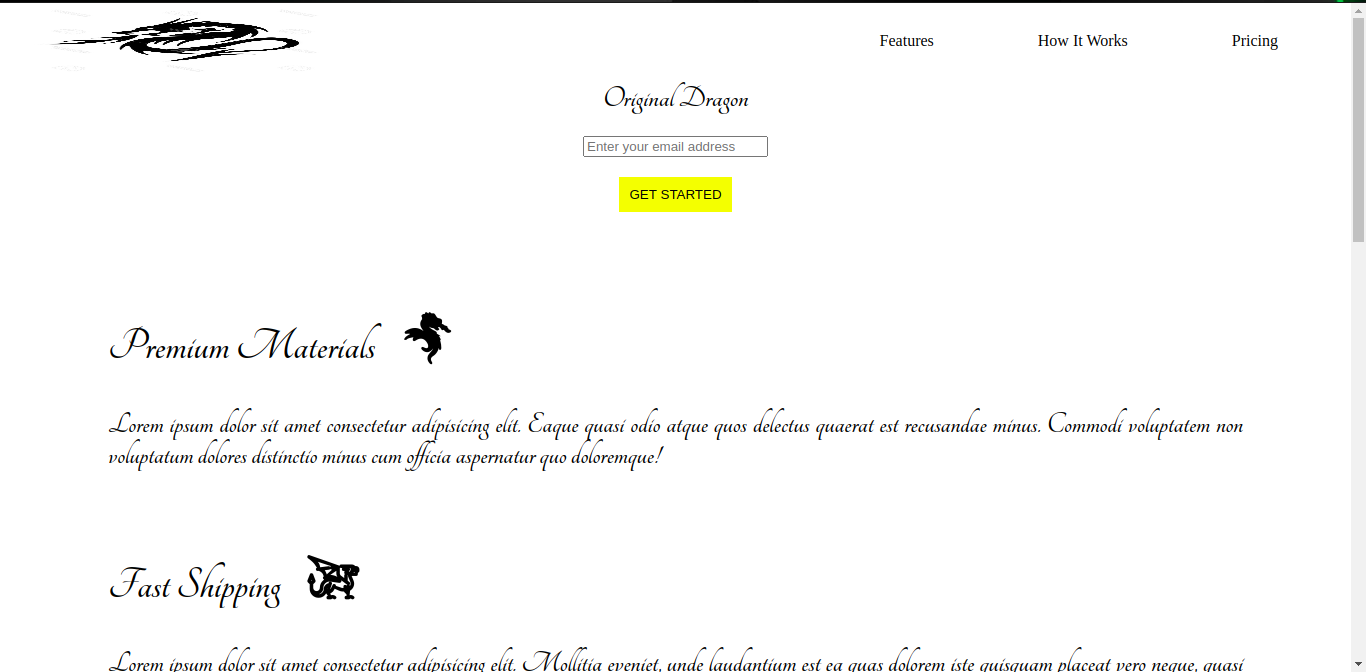 Features How It Works Pricing
Original Dragon
Enter your email address
GET STARTED
Premium Materials
Lorem ipsum dolor sit amet consectetur adipisicing elit. Eaque quasi odio atque quos delectus quaerat est recusandae minus. Commodi voluptatem non
voluptatum dolores distinctio minus cum officia aspernatur quo doloremque!
Fast Shipping
Lorem ipsum dolor sit amet consectetur adipisicing elit. Mollitia eveniet, unde laudantium est ea quas dolorem iste quisquam placeat vero neque, quasi